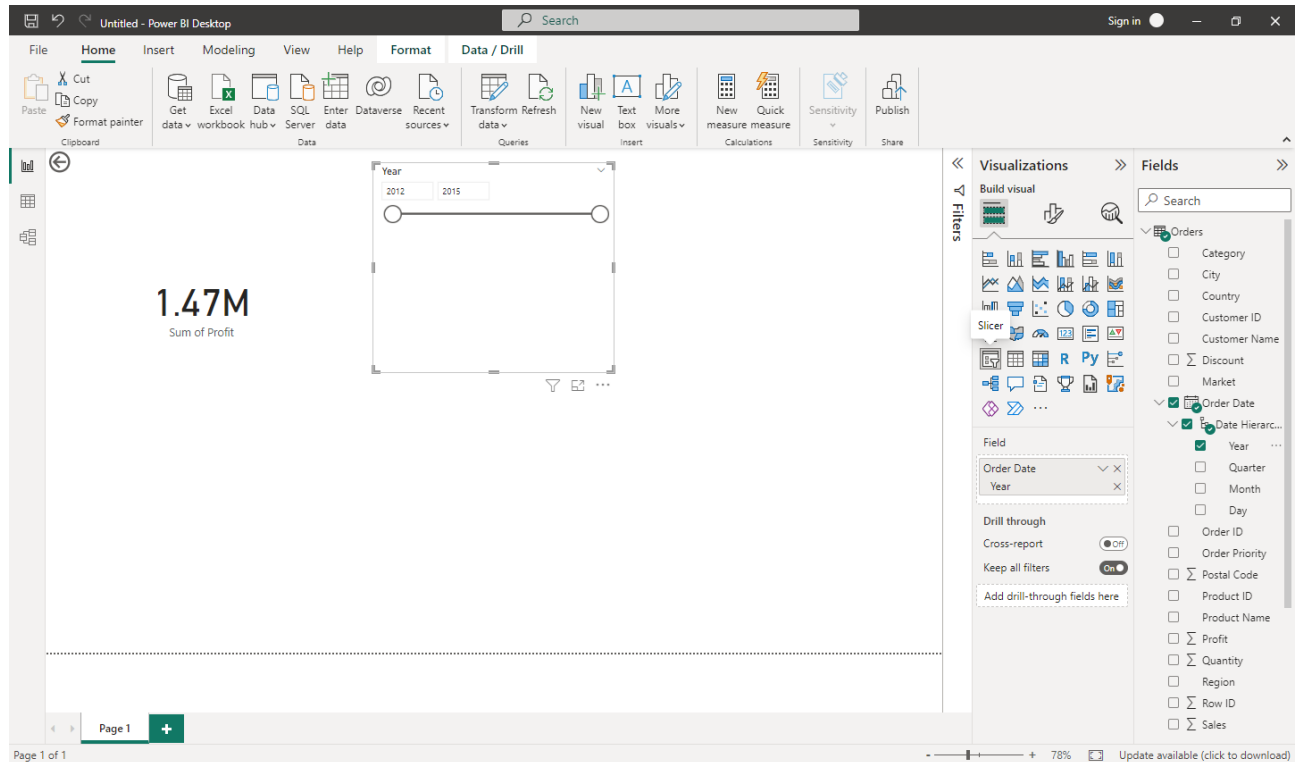 Untitled - Power BI Desktop
Search
Sign in
File Home Insert Modeling View Help Format Data / Drill
Paste
Cut
Copy
Format painter
Clipboard
Get data
Excel workbook
Data hub
SQL Server
Enter data
Dataverse
Recent sources
Data
Transform data
Refresh
Queries
New visual
Text box
More visuals
Insert
New measure
Quick measure
Calculations
Sensitivity
Sensitivity
Publish
Share
Year
2012 2015
1.47M
Sum of Profit
Filters
Visualizations
Build visual
123
Slicer
R Py
Field
Order Date
Year
Drill through
Cross-report Off
Keep all filters On
Add drill-through fields here
Fields
Search
Orders
Category
City
Country
Customer ID
Customer Name
Discount
Market
Order Date
Date Hierarc...
Year
Quarter
Month
Day
Order ID
Order Priority
Postal Code
Product ID
Product Name
Profit
Quantity
Region
Row ID
Sales
Page 1
Page 1 of 1
78%
Update available (click to download)